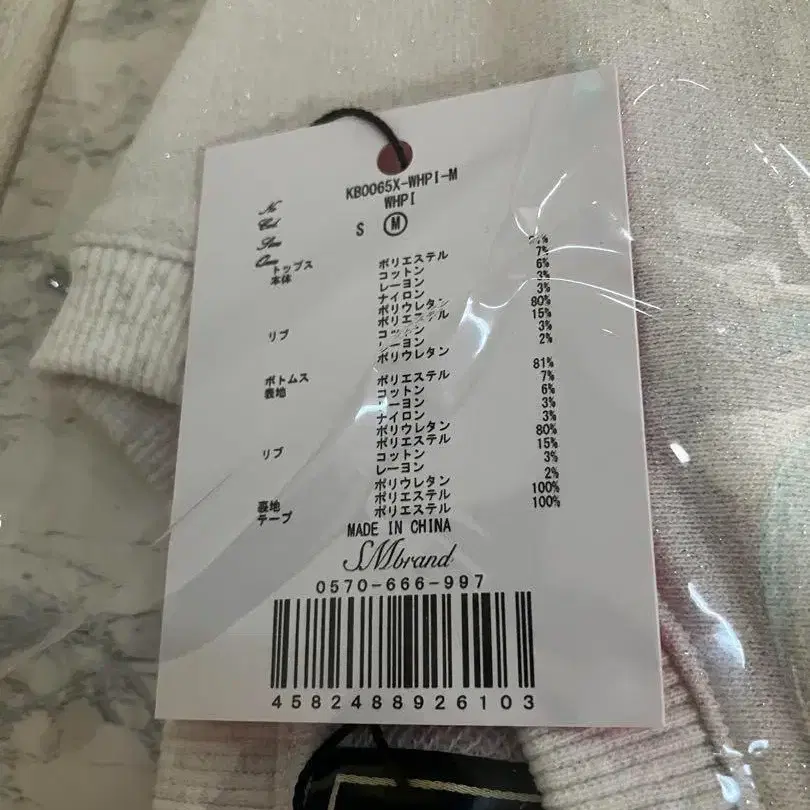 KB0065X-WHPI-M
No
WHPI
Col.
S Ⓜ
Size
トップス
本体 ポリエステル
コットン 7%
レーヨン 6%
ナイロン 3%
ポリウレタン 3%
リブ ポリエステル 80%
コットン 15%
レーヨン 3%
ポリウレタン 2%
ボトムス
表地 ポリエステル 81%
コットン 7%
レーヨン 6%
ナイロン 3%
ポリウレタン 3%
リブ ポリエステル 80%
コットン 15%
レーヨン 3%
ポリウレタン 2%
裏地 ポリエステル 100%
テープ ポリエステル 100%
MADE IN CHINA
SMbrand
0570-666-997
4582488926103